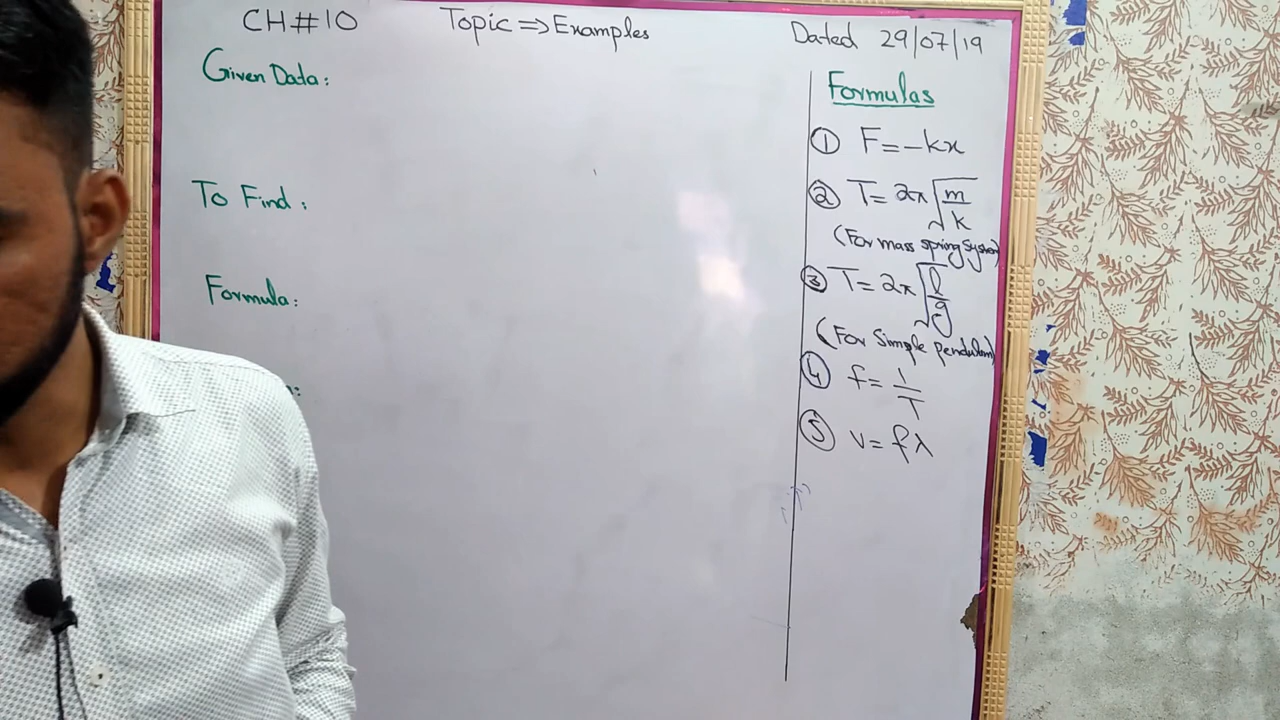 CH#10 Topic ⇒ Examples Dated 29/07/19
Given Data:
To Find:
Formula:
Formulas
① F = -kx
② T = 2π√(m/k)
(For mass spring system)
③ T = 2π√(l/g)
(For Simple pendulum)
④ f = 1/T
⑤ v = fλ